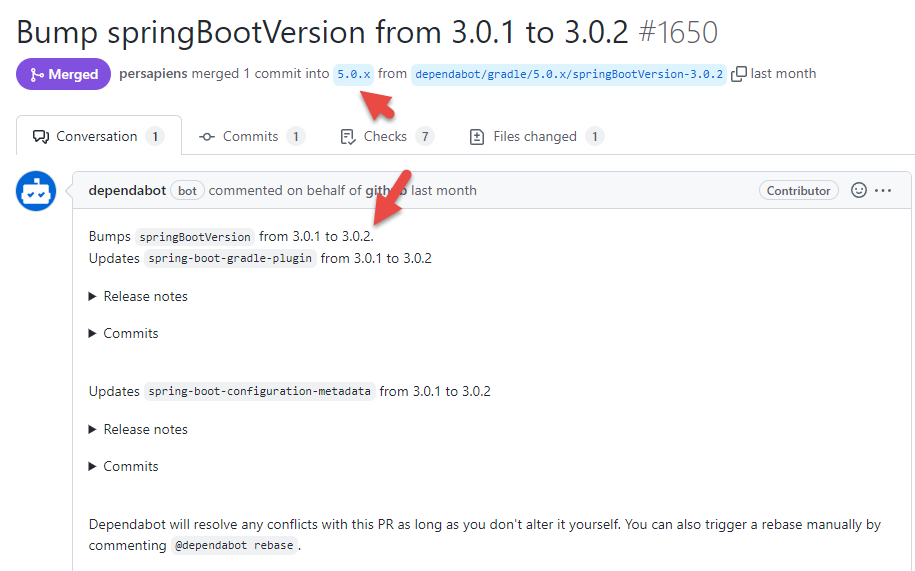 Bump springBootVersion from 3.0.1 to 3.0.2 #1650
Merged persapiens merged 1 commit into 5.0.x from dependabot/gradle/5.0.x/springBootVersion-3.0.2 last month
Conversation 1 Commits 1 Checks 7 Files changed 1
dependabot bot commented on behalf of github last month Contributor
Bumps springBootVersion from 3.0.1 to 3.0.2.
Updates spring-boot-gradle-plugin from 3.0.1 to 3.0.2
Release notes
Commits
Updates spring-boot-configuration-metadata from 3.0.1 to 3.0.2
Release notes
Commits
Dependabot will resolve any conflicts with this PR as long as you don't alter it yourself. You can also trigger a rebase manually by
commenting @dependabot rebase.